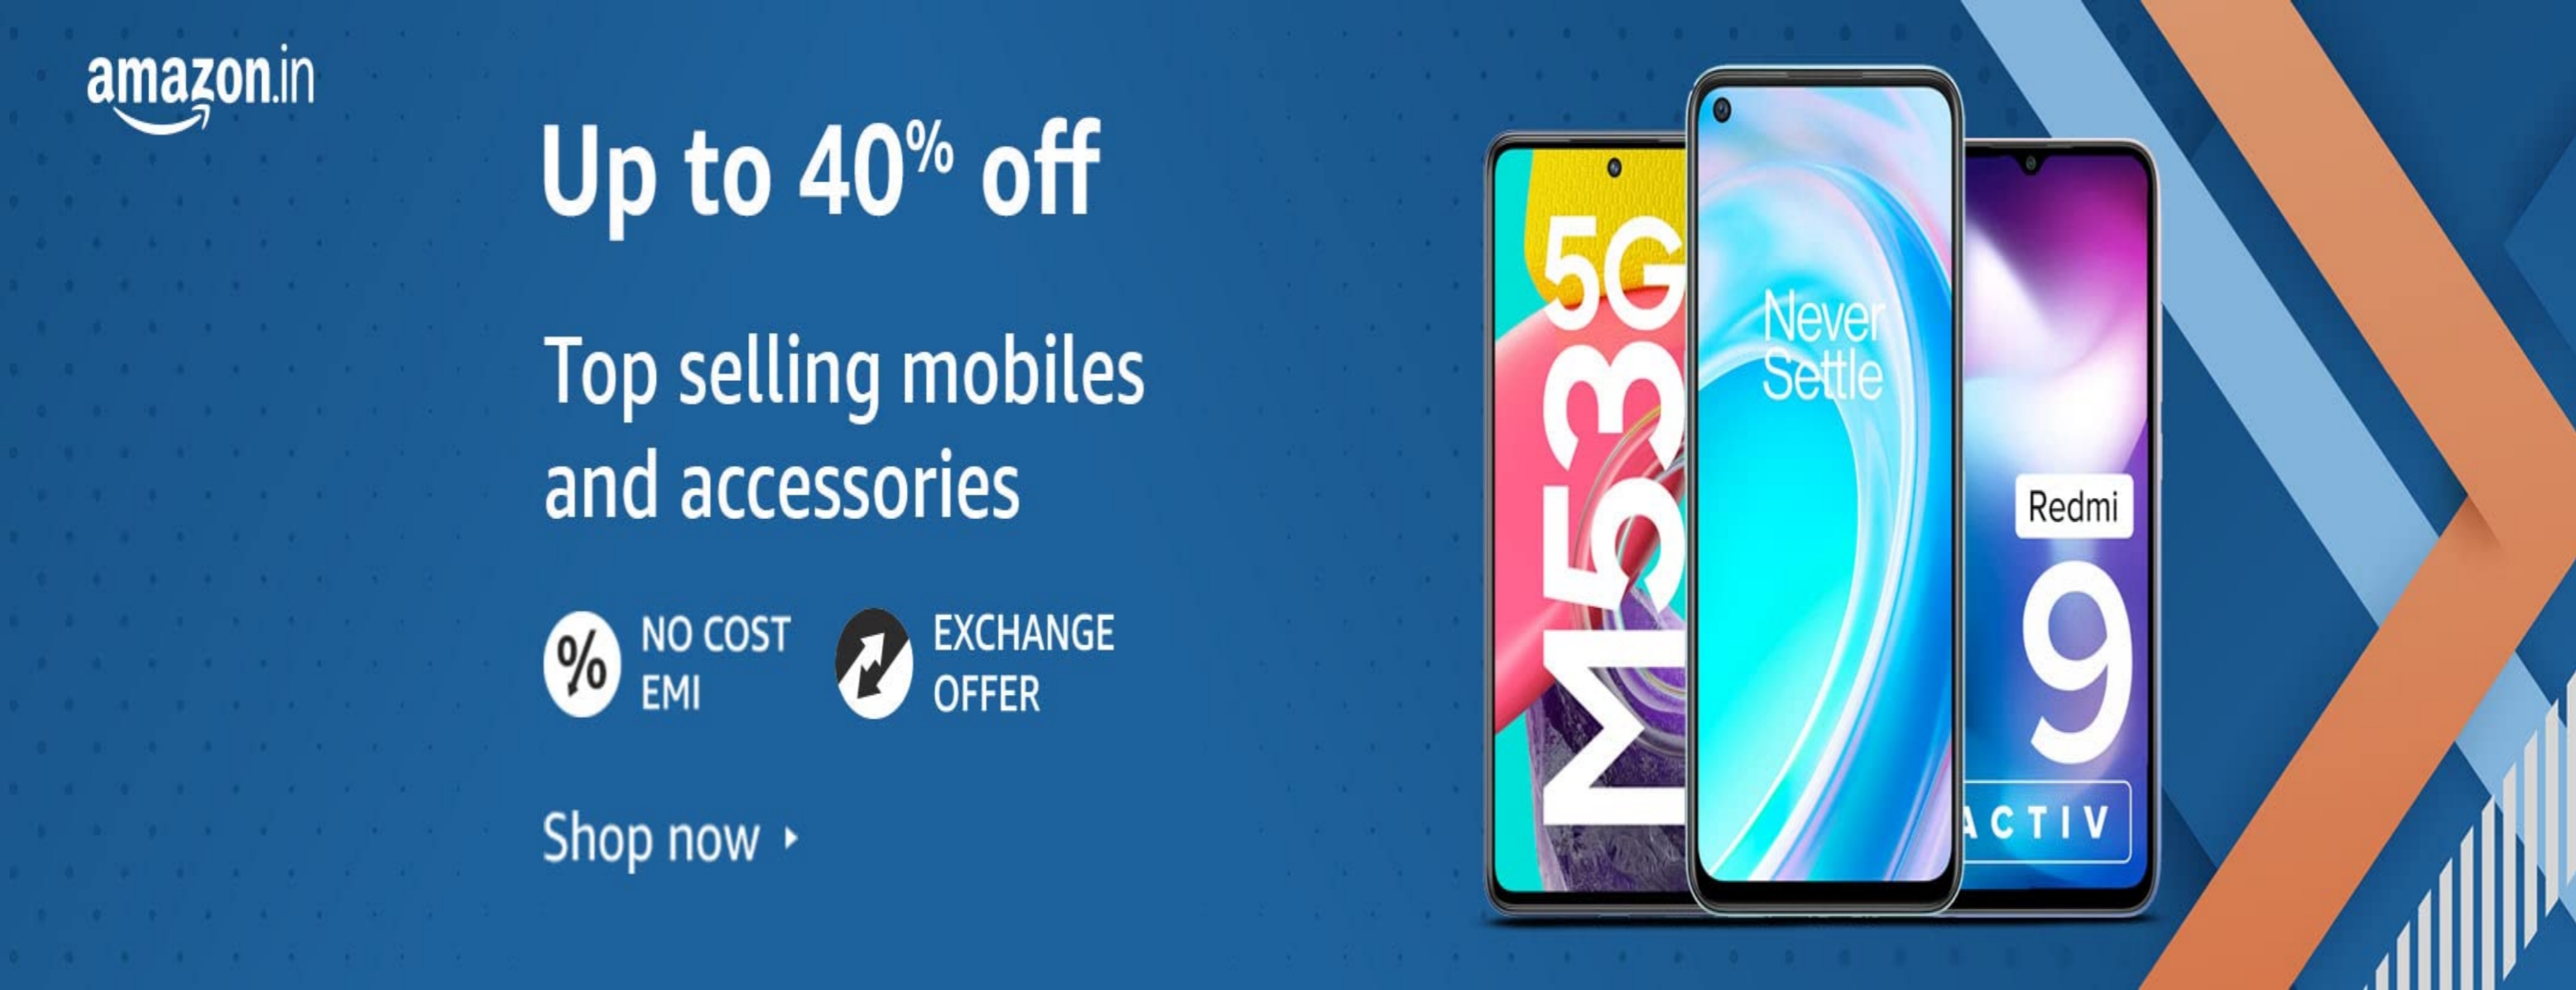 amazon.in
Up to 40% off
Top selling mobiles
and accessories
NO COST
EMI
EXCHANGE
OFFER
Shop now
M53 5G
Never
Settle
Redmi
9
ACTIV